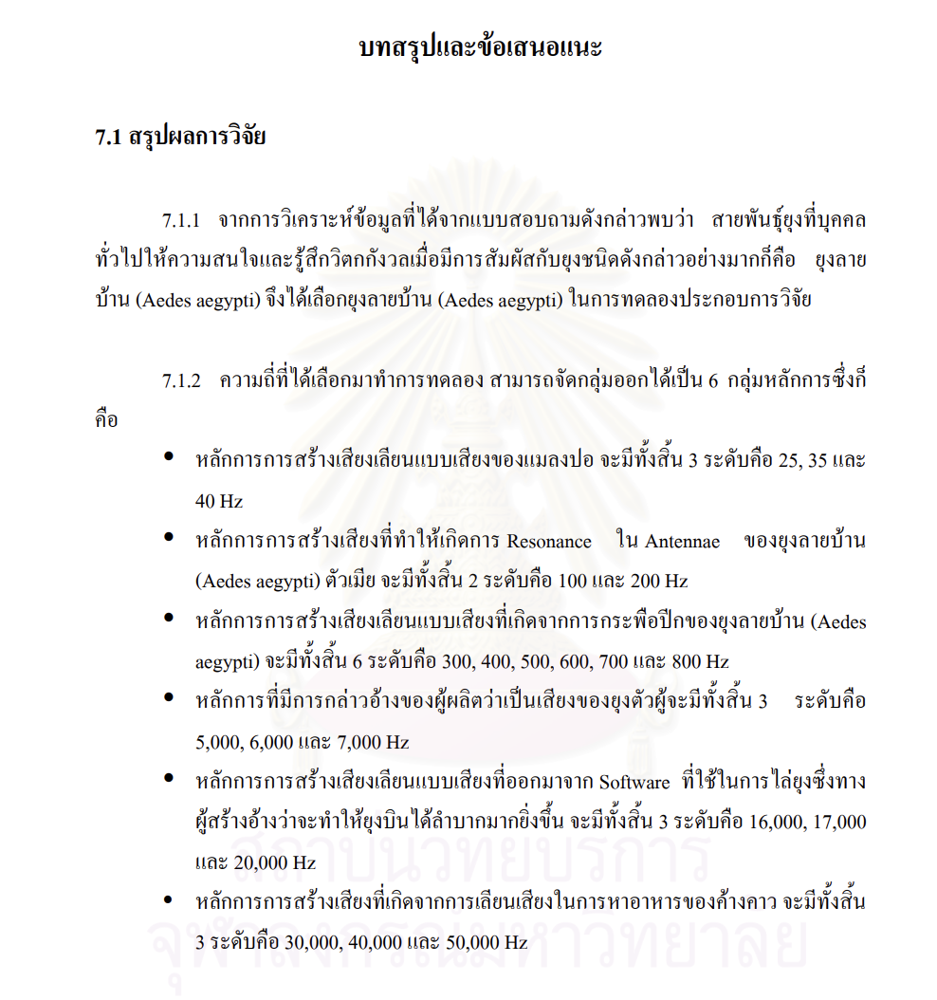 บทสรุปและข้อเสนอแนะ
7.1 สรุปผลการวิจัย
7.1.1 จากการวิเคราะห์ข้อมูลที่ได้จากแบบสอบถามดังกล่าวพบว่า สายพันธุ์ยุงที่บุคคล
ทั่วไปให้ความสนใจและรู้สึกวิตกกังวลเมื่อมีการสัมผัสกับยุงชนิดดังกล่าวอย่างมากก็คือ ยุงลาย
บ้าน (Aedes aegypti) จึงได้เลือกยุงลายบ้าน (Aedes aegypti) ในการทดลองประกอบการวิจัย
7.1.2 ความถี่ที่ได้เลือกมาทำการทดลอง สามารถจัดกลุ่มออกได้เป็น 6 กลุ่มหลักการซึ่งก็
คือ
• หลักการการสร้างเสียงเลียนแบบเสียงของแมลงปอ จะมีทั้งสิ้น 3 ระดับคือ 25, 35 และ
40 Hz
• หลักการการสร้างเสียงที่ทำให้เกิดการ Resonance ใน Antennae ของยุงลายบ้าน
(Aedes aegypti) ตัวเมีย จะมีทั้งสิ้น 2 ระดับคือ 100 และ 200 Hz
• หลักการการสร้างเสียงเลียนแบบเสียงที่เกิดจากการกระพือปีกของยุงลายบ้าน (Aedes
aegypti) จะมีทั้งสิ้น 6 ระดับคือ 300, 400, 500, 600, 700 และ 800 Hz
• หลักการที่มีการกล่าวอ้างของผู้ผลิตว่าเป็นเสียงของยุงตัวผู้จะมีทั้งสิ้น 3 ระดับคือ
5,000, 6,000 และ 7,000 Hz
• หลักการการสร้างเสียงเลียนแบบเสียงที่ออกมาจาก Software ที่ใช้ในการไล่ยุงซึ่งทาง
ผู้สร้างอ้างว่าจะทำให้ยุงบินได้ลำบากมากยิ่งขึ้น จะมีทั้งสิ้น 3 ระดับคือ 16,000, 17,000
และ 20,000 Hz
สถาบันวิทยบริการ
• หลักการการสร้างเสียงที่เกิดจากการเลียนเสียงในการหาอาหารของค้างคาว จะมีทั้งสิ้น
3 ระดับคือ 30,000, 40,000 และ 50,000 Hz
จุฬาลงกรณ์มหาวิทยาลัย